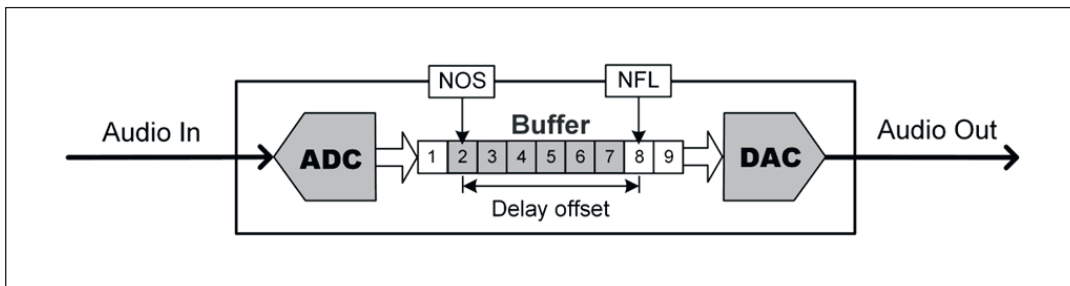 NOS NFL
Audio In Buffer Audio Out
ADC 1 2 3 4 5 6 7 8 9 DAC
Delay offset